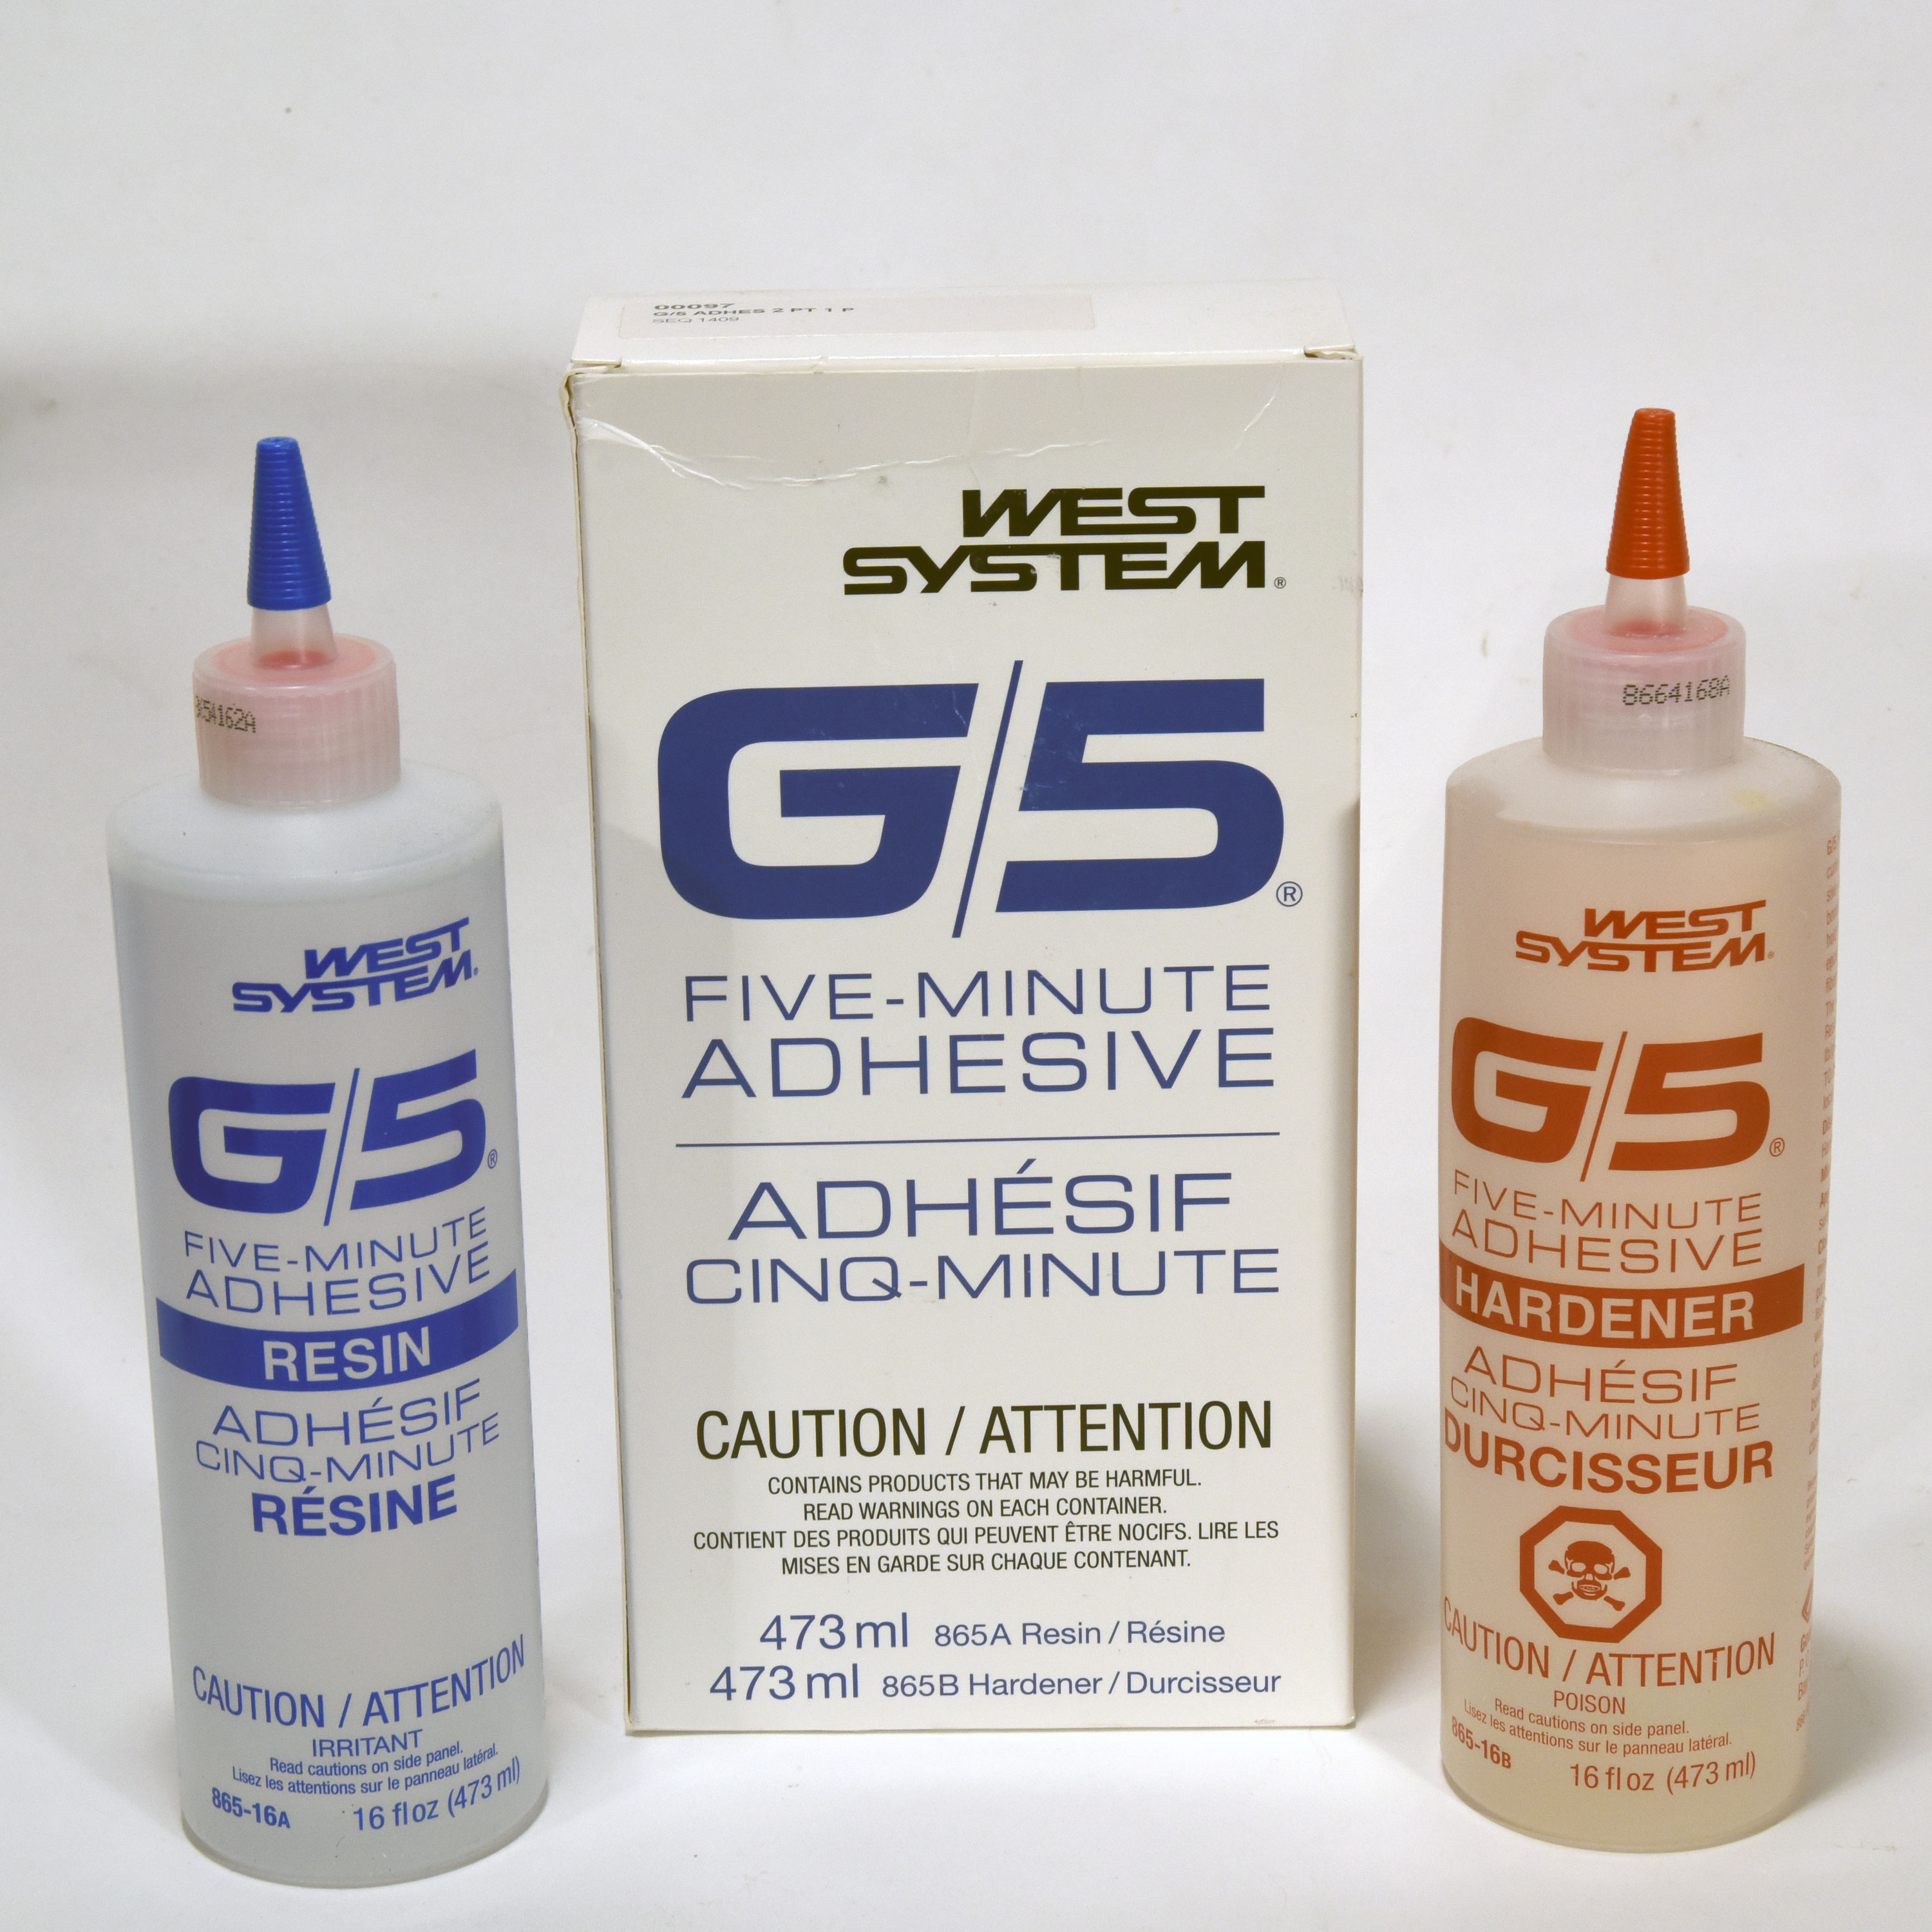 00097
G/5 ADHES 2 PT 1 P
SEQ 1409
WEST
SYSTEM®
G/5®
FIVE-MINUTE
ADHESIVE
ADHÉSIF
CINQ-MINUTE
CAUTION / ATTENTION
CONTAINS PRODUCTS THAT MAY BE HARMFUL.
READ WARNINGS ON EACH CONTAINER.
CONTIENT DES PRODUITS QUI PEUVENT ÊTRE NOCIFS. LIRE LES
MISES EN GARDE SUR CHAQUE CONTENANT.
473 ml 865A Resin / Résine
473 ml 865B Hardener / Durcisseur
WEST
SYSTEM®
G/5®
FIVE-MINUTE
ADHESIVE
RESIN
ADHÉSIF
CINQ-MINUTE
RÉSINE
CAUTION / ATTENTION
IRRITANT
Read cautions on side panel.
Lisez les attentions sur le panneau latéral.
865-16A 16 fl oz (473 ml)
8664168A
WEST
SYSTEM®
G/5®
FIVE-MINUTE
ADHESIVE
HARDENER
ADHÉSIF
CINQ-MINUTE
DURCISSEUR
CAUTION / ATTENTION
POISON
Read cautions on side panel.
Lisez les attentions sur le panneau latéral.
865-16B 16 fl oz (473 ml)